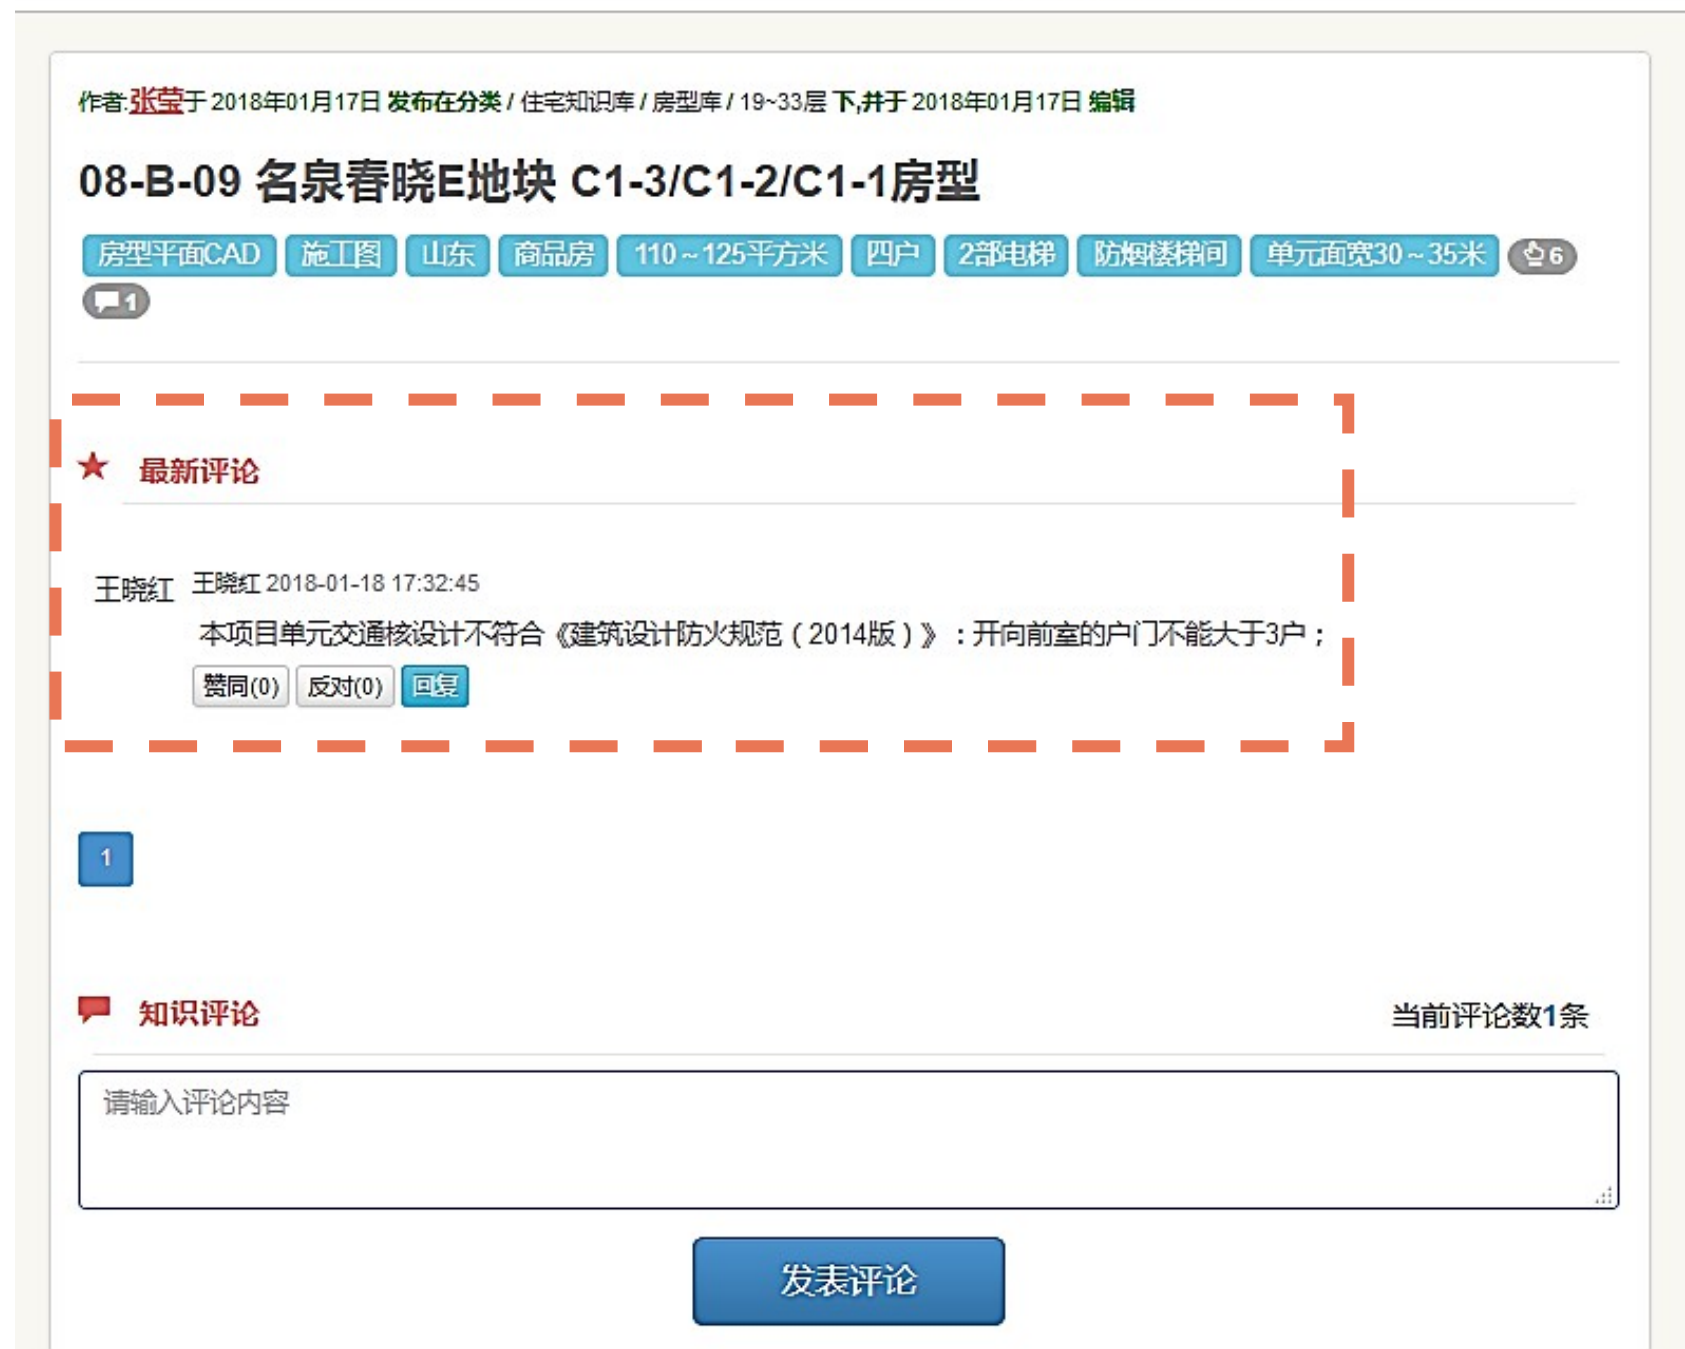 作者:张莹于 2018年01月17日 发布在分类 / 住宅知识库 / 房型库 / 19~33层 下,并于 2018年01月17日 编辑
08-B-09 名泉春晓E地块 C1-3/C1-2/C1-1房型
房型平面CAD 施工图 山东 商品房 110～125平方米 四户 2部电梯 防烟楼梯间 单元面宽30～35米 6
1
最新评论
王晓红 王晓红 2018-01-18 17:32:45
本项目单元交通核设计不符合《建筑设计防火规范（2014版）》：开向前室的户门不能大于3户；
赞同(0) 反对(0) 回复
1
知识评论 当前评论数1条
请输入评论内容
发表评论